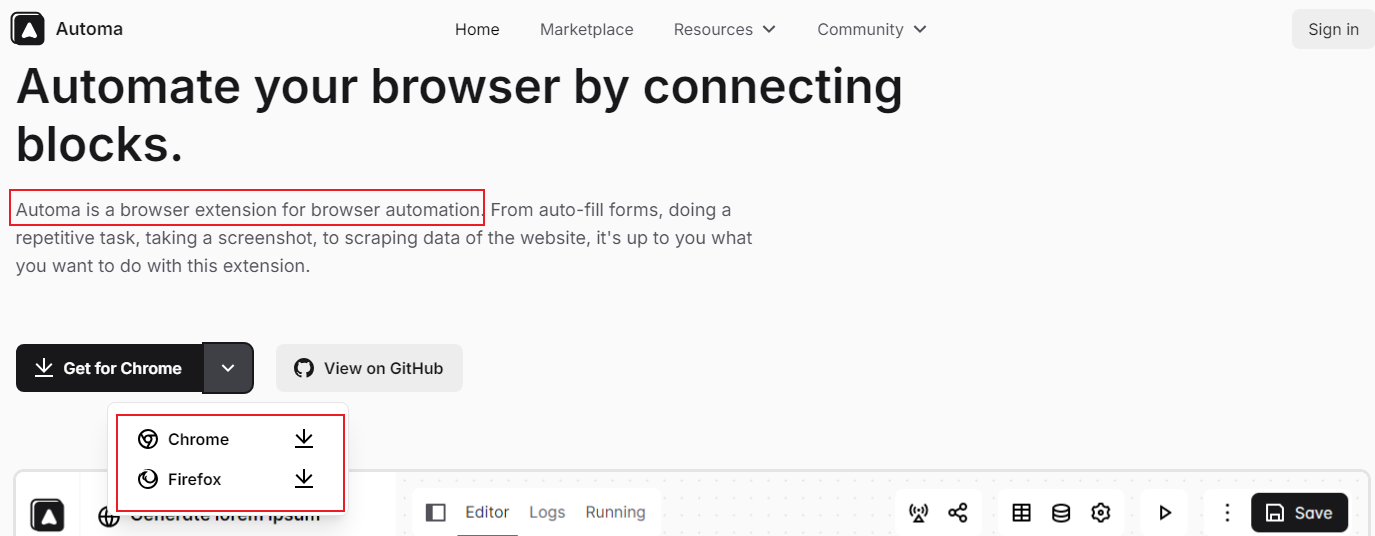 Automa
Home
Marketplace
Resources
Community
Sign in
Automate your browser by connecting
blocks.
Automa is a browser extension for browser automation. From auto-fill forms, doing a
repetitive task, taking a screenshot, to scraping data of the website, it's up to you what
you want to do with this extension.
Get for Chrome
View on GitHub
Chrome
Firefox
Generate lorem ipsum
Editor
Logs
Running
Save